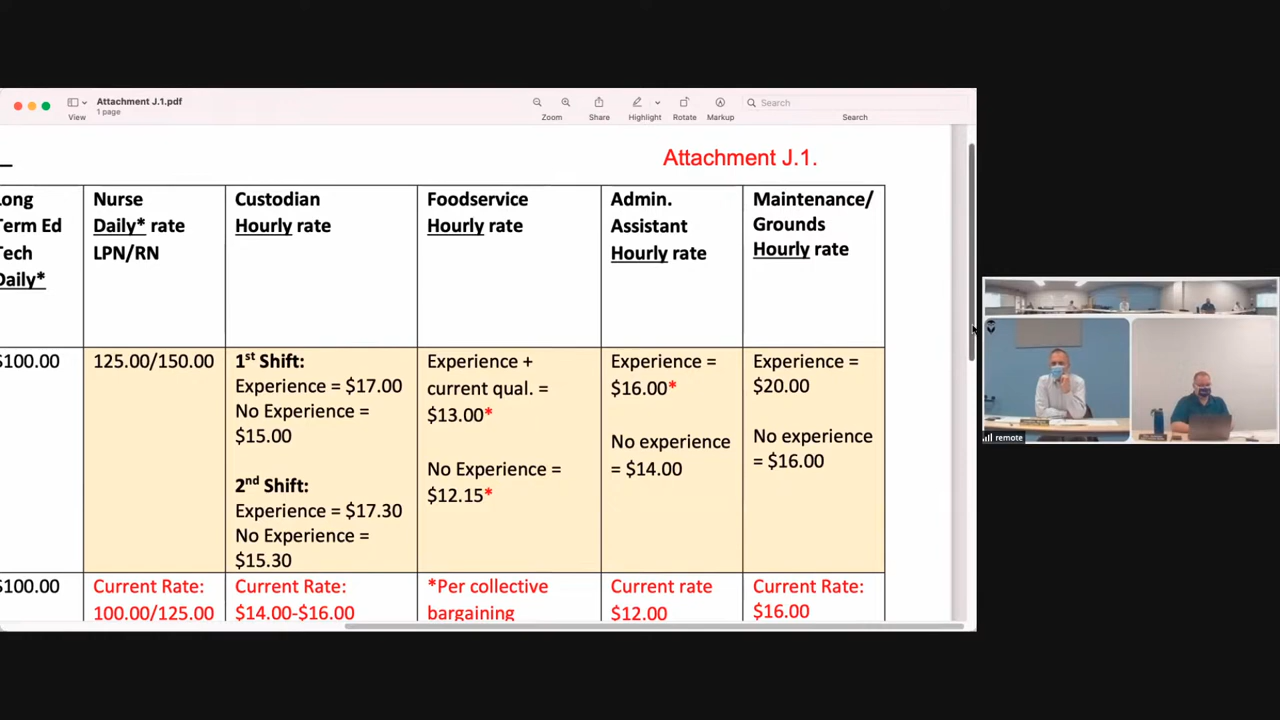 Attachment J.1.pdf
1 page
View
Zoom
Share
Highlight
Rotate
Markup
Search
Search
Attachment J.1.
Long
Term Ed
Tech
Daily*
Nurse
Daily* rate
LPN/RN
Custodian
Hourly rate
Foodservice
Hourly rate
Admin.
Assistant
Hourly rate
Maintenance/
Grounds
Hourly rate
$100.00
125.00/150.00
1st Shift:
Experience = $17.00
No Experience =
$15.00
2nd Shift:
Experience = $17.30
No Experience =
$15.30
Experience +
current qual. =
$13.00*
No Experience =
$12.15*
Experience =
$16.00*
No experience
= $14.00
Experience =
$20.00
No experience
= $16.00
$100.00
Current Rate:
100.00/125.00
Current Rate:
$14.00-$16.00
*Per collective
bargaining
Current rate
$12.00
Current Rate:
$16.00
remote